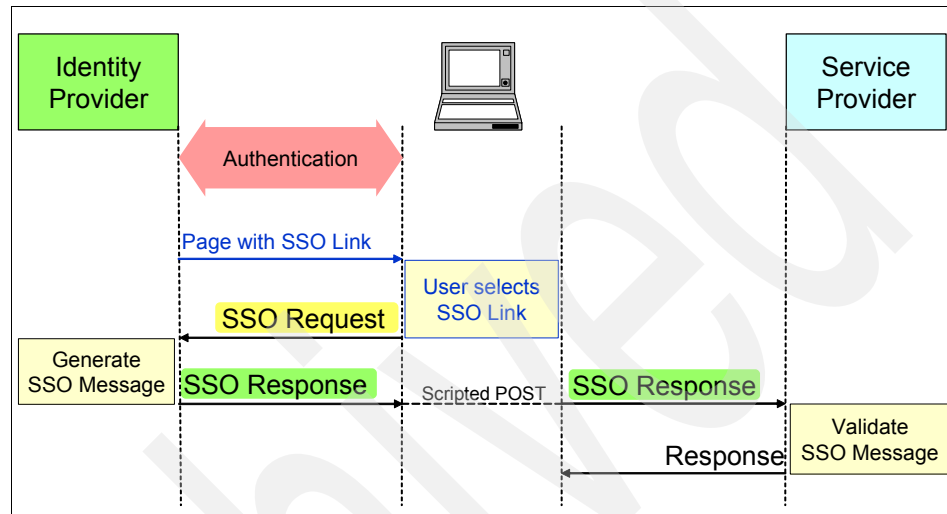 Identity
Provider
Service
Provider
Authentication
Page with SSO Link
User selects
SSO Link
SSO Request
Generate
SSO Message
SSO Response
Scripted POST
SSO Response
Validate
SSO Message
Response
hived